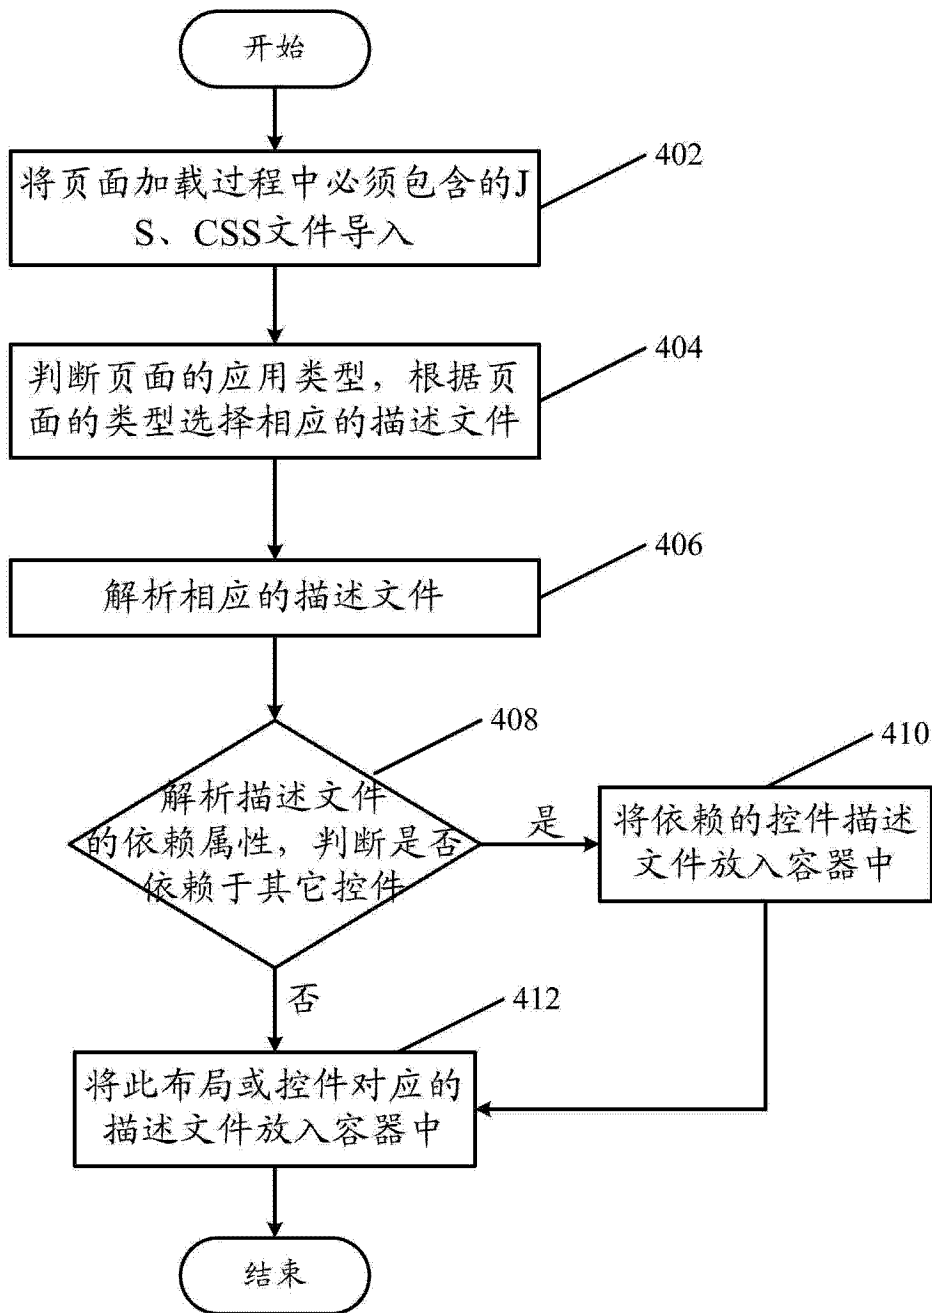 开始
402
将页面加载过程中必须包含的J
S、CSS文件导入
404
判断页面的应用类型，根据页
面的类型选择相应的描述文件
406
解析相应的描述文件
408
解析描述文件
的依赖属性，判断是否
依赖于其它控件
是
410
将依赖的控件描述
文件放入容器中
否
412
将此布局或控件对应的
描述文件放入容器中
结束